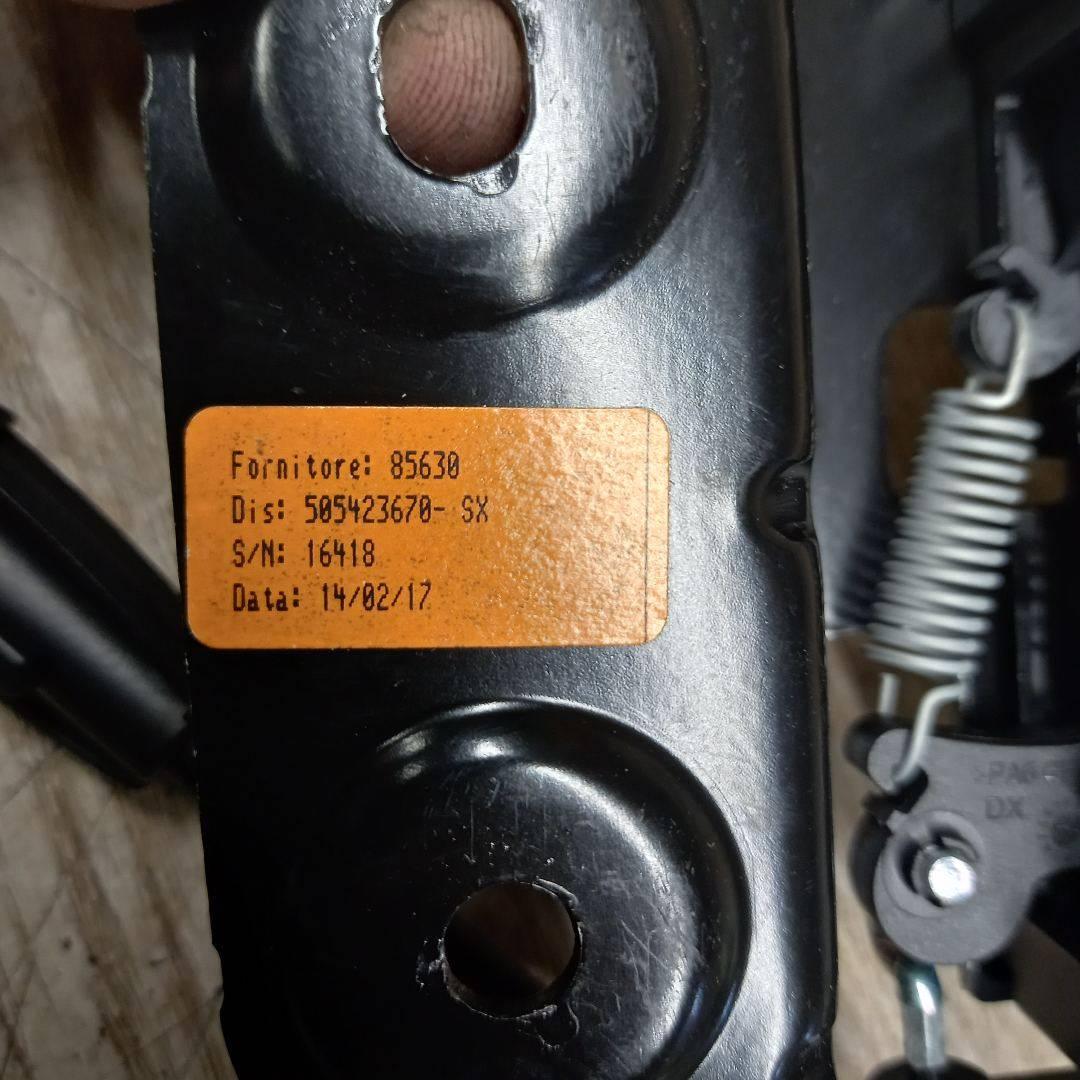 Fornitore: 85630
Dis: 505423670- SX
S/N: 16418
Data: 14/02/17
DX